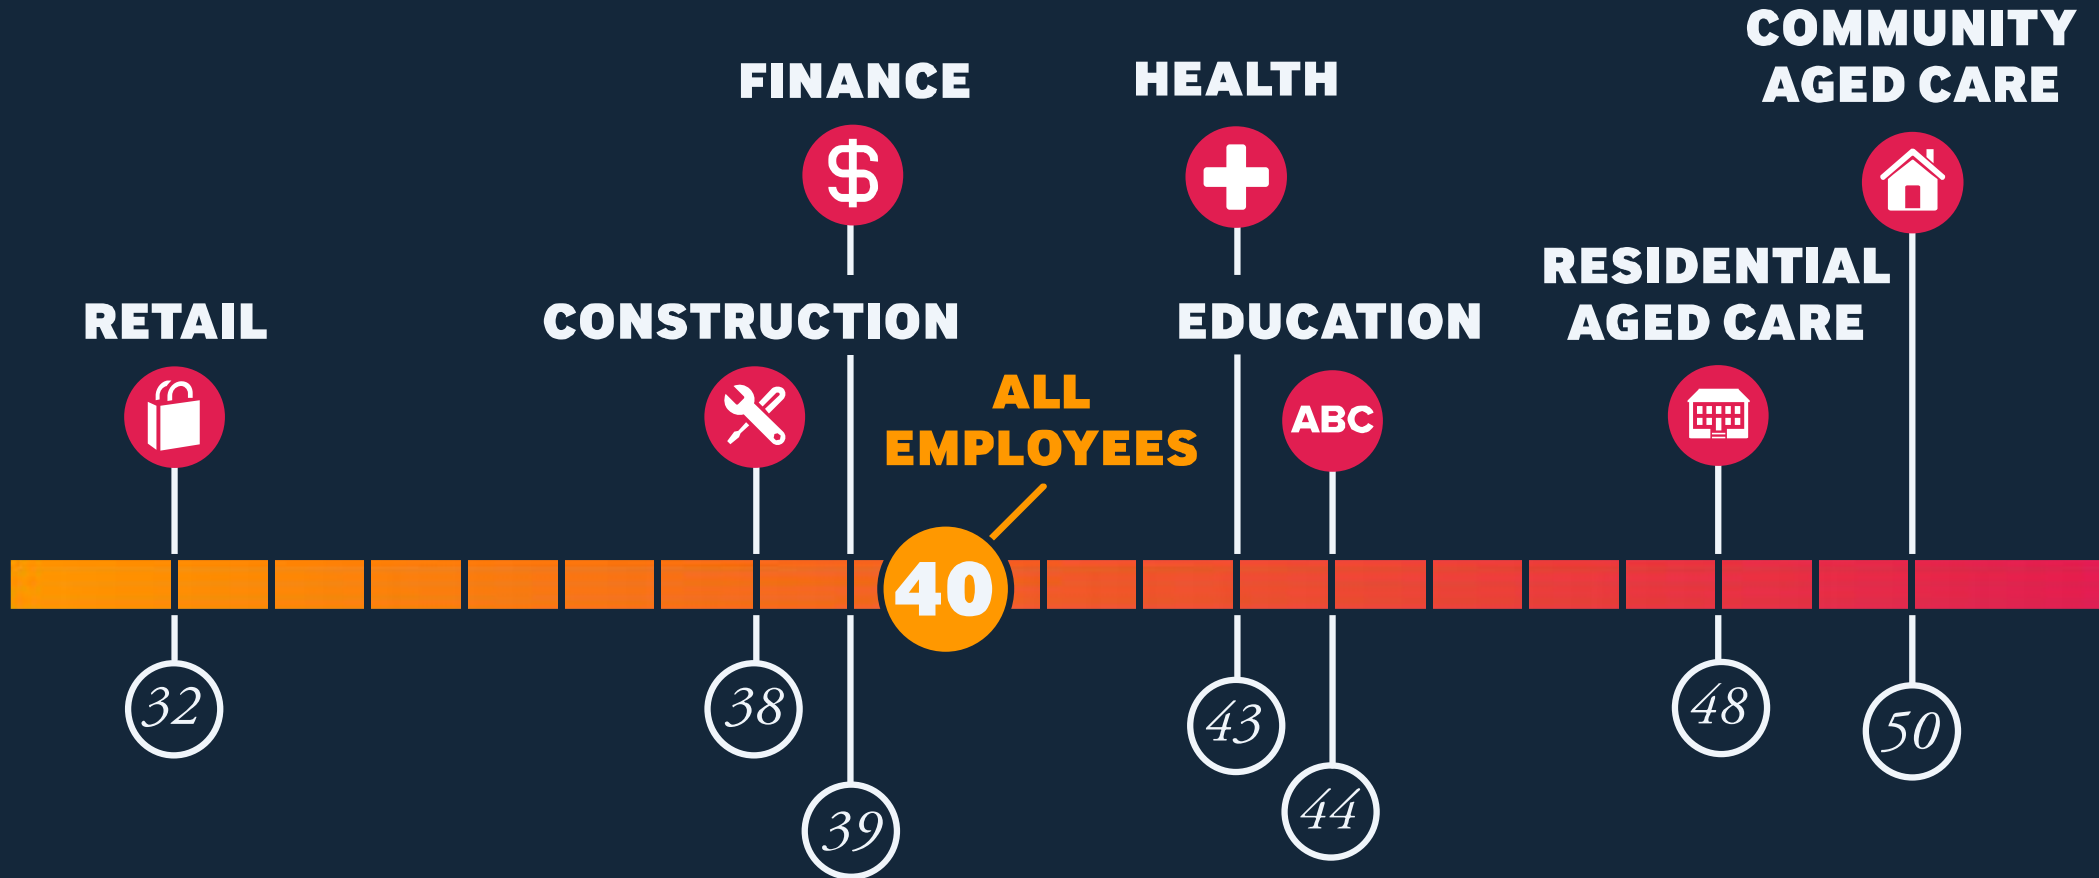 COMMUNITY
AGED CARE
FINANCE
HEALTH
$
RESIDENTIAL
AGED CARE
RETAIL
CONSTRUCTION
EDUCATION
ALL
EMPLOYEES
ABC
40
32
38
39
43
44
48
50